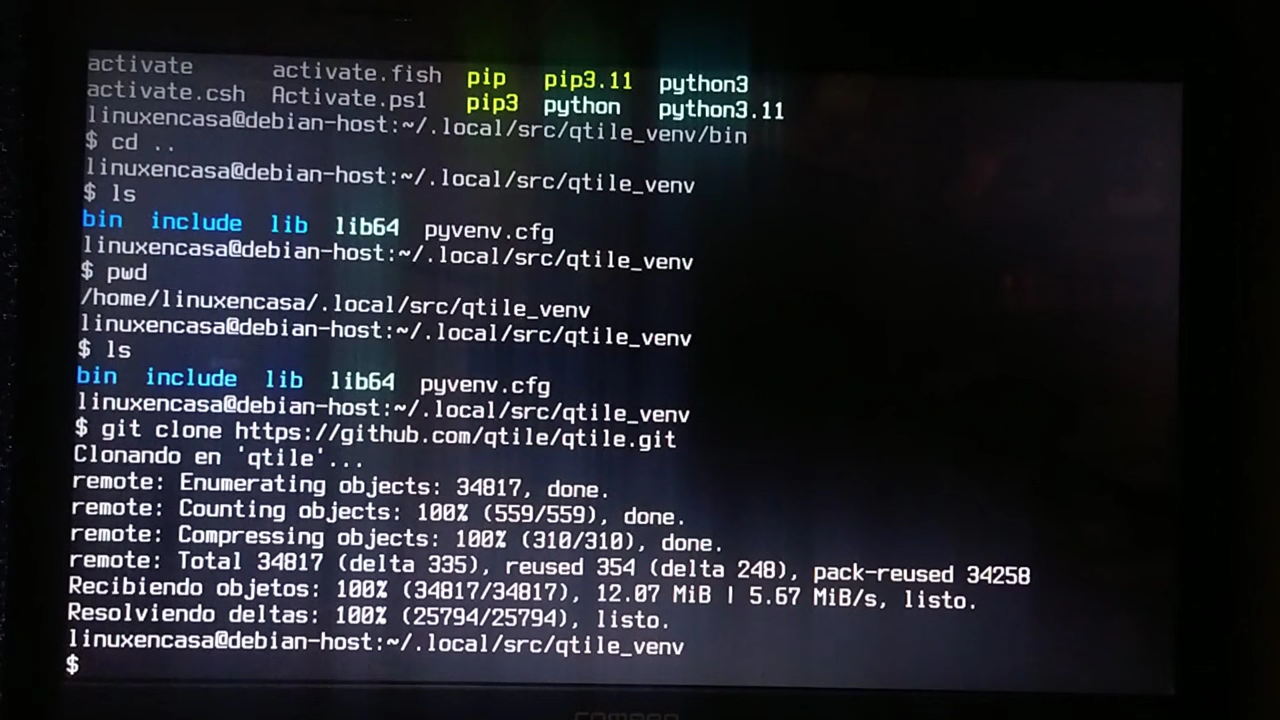 activate activate.fish pip pip3.11 python3
activate.csh Activate.ps1 pip3 python python3.11
linuxencasa@debian-host:~/.local/src/qtile_venv/bin
$ cd ..
linuxencasa@debian-host:~/.local/src/qtile_venv
$ ls
bin include lib lib64 pyvenv.cfg
linuxencasa@debian-host:~/.local/src/qtile_venv
$ pwd
/home/linuxencasa/.local/src/qtile_venv
linuxencasa@debian-host:~/.local/src/qtile_venv
$ ls
bin include lib lib64 pyvenv.cfg
linuxencasa@debian-host:~/.local/src/qtile_venv
$ git clone https://github.com/qtile/qtile.git
Clonando en 'qtile'...
remote: Enumerating objects: 34817, done.
remote: Counting objects: 100% (559/559), done.
remote: Compressing objects: 100% (310/310), done.
remote: Total 34817 (delta 335), reused 354 (delta 248), pack-reused 34258
Recibiendo objetos: 100% (34817/34817), 12.07 MiB | 5.67 MiB/s, listo.
Resolviendo deltas: 100% (25794/25794), listo.
linuxencasa@debian-host:~/.local/src/qtile_venv
$